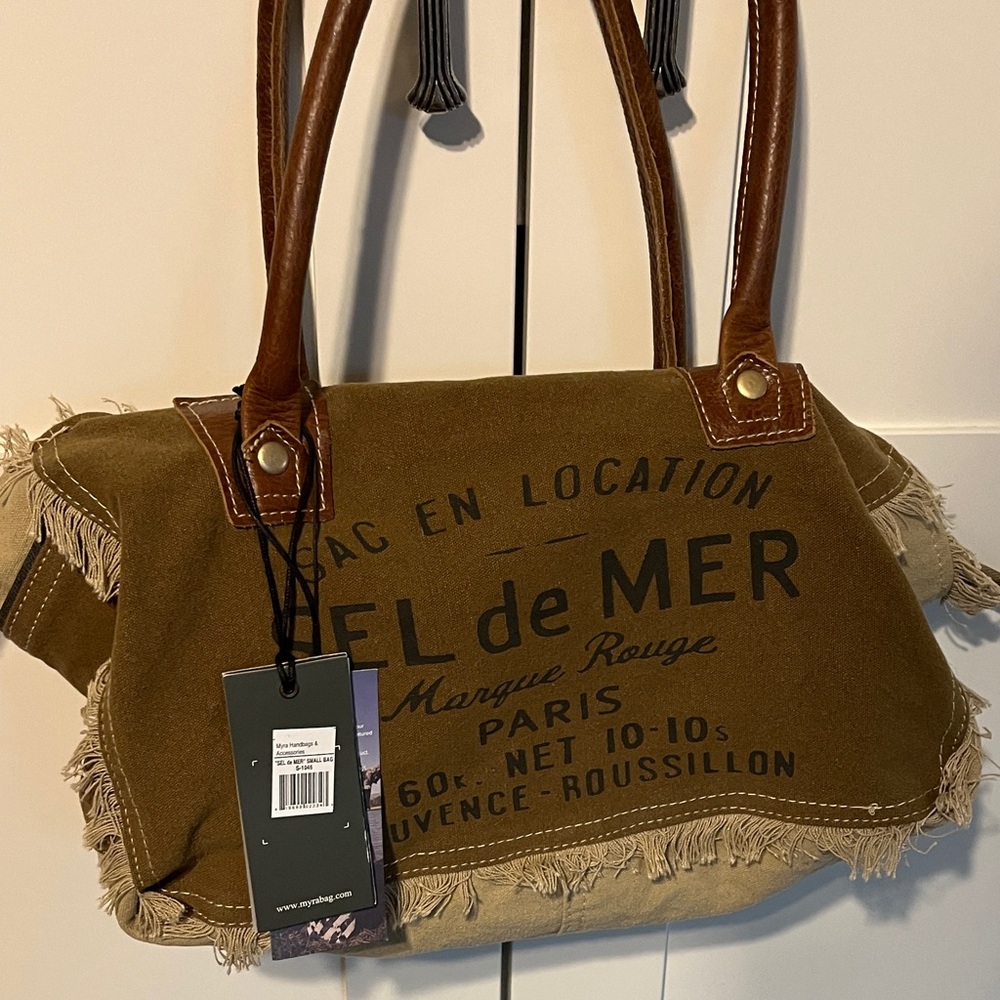 SAC EN LOCATION
SEL de MER
Marque Rouge
PARIS
60K. NET 10-10s
UVENCE-ROUSSILLON
Myra Handbags &
Accessories
"SEL de MER" SMALL BAG
S-1046
www.myrabag.com